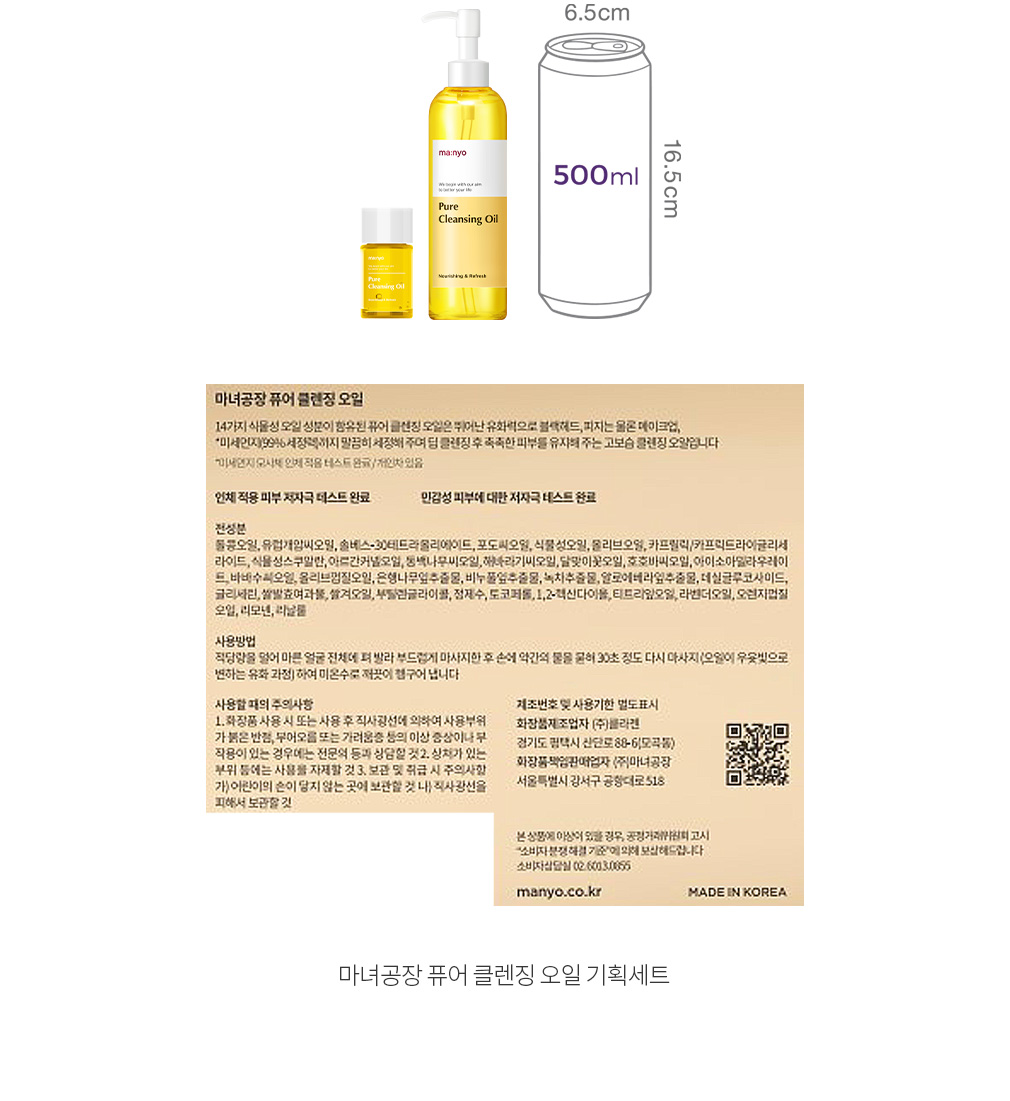 6.5cm
16.5cm
500ml
ma:nyo
We begin with our aim
to better your life.
Pure
Cleansing Oil
Nourishing & Refresh
ma:nyo
Pure
Cleansing Oil
마녀공장 퓨어 클렌징 오일
14가지 식물성 오일 성분이 함유된 퓨어 클렌징 오일은 뛰어난 유화력으로 블랙헤드, 피지는 물론 메이크업,
*미세먼지(99% 세정력)까지 말끔히 세정해 주며 딥 클렌징 후 촉촉한 피부를 유지해 주는 고보습 클렌징 오일입니다
*미세먼지 모사체 인체 적용 테스트 완료 / 개인차 있음
인체 적용 피부 저자극 테스트 완료 민감성 피부에 대한 저자극 테스트 완료
전성분
돌콩오일, 유럽개암씨오일, 솔베스-30테트라올리에이트, 포도씨오일, 식물성오일, 올리브오일, 카프릴릭/카프릭트라이글리세
라이드, 식물성스쿠알란, 아르간커넬오일, 동백나무씨오일, 해바라기씨오일, 달맞이꽃오일, 호호바씨오일, 아이소아밀라우레이
트, 바바수씨오일, 올리브껍질오일, 은행나무잎추출물, 비누풀잎추출물, 녹차추출물, 알로에베라잎추출물, 데실글루코사이드,
글리세린, 쌀발효여과물, 쌀겨오일, 부틸렌글라이콜, 정제수, 토코페롤, 1,2-헥산다이올, 티트리잎오일, 라벤더오일, 오렌지껍질
오일, 리모넨, 리날룰
사용방법
적당량을 덜어 마른 얼굴 전체에 펴 발라 부드럽게 마사지한 후 손에 약간의 물을 묻혀 30초 정도 다시 마사지 (오일이 우윳빛으로
변하는 유화 과정) 하여 미온수로 깨끗이 헹구어 냅니다
사용할 때의 주의사항
1. 화장품 사용 시 또는 사용 후 직사광선에 의하여 사용부위
가 붉은 반점, 부어오름 또는 가려움증 등의 이상 증상이나 부
작용이 있는 경우에는 전문의 등과 상담할 것 2. 상처가 있는
부위 등에는 사용을 자제할 것 3. 보관 및 취급 시 주의사항
가) 어린이의 손이 닿지 않는 곳에 보관할 것 나) 직사광선을
피해서 보관할 것
제조번호 및 사용기한 별도표시
화장품제조업자 (주)콜라겐
경기도 평택시 산단로 88-6(모곡동)
화장품책임판매업자 (주)마녀공장
서울특별시 강서구 공항대로 518
본 상품에 이상이 있을 경우, 공정거래위원회 고시
"소비자 분쟁 해결 기준"에 의해 보상해드립니다
소비자상담실 02.6013.0855
manyo.co.kr MADE IN KOREA
마녀공장 퓨어 클렌징 오일 기획세트